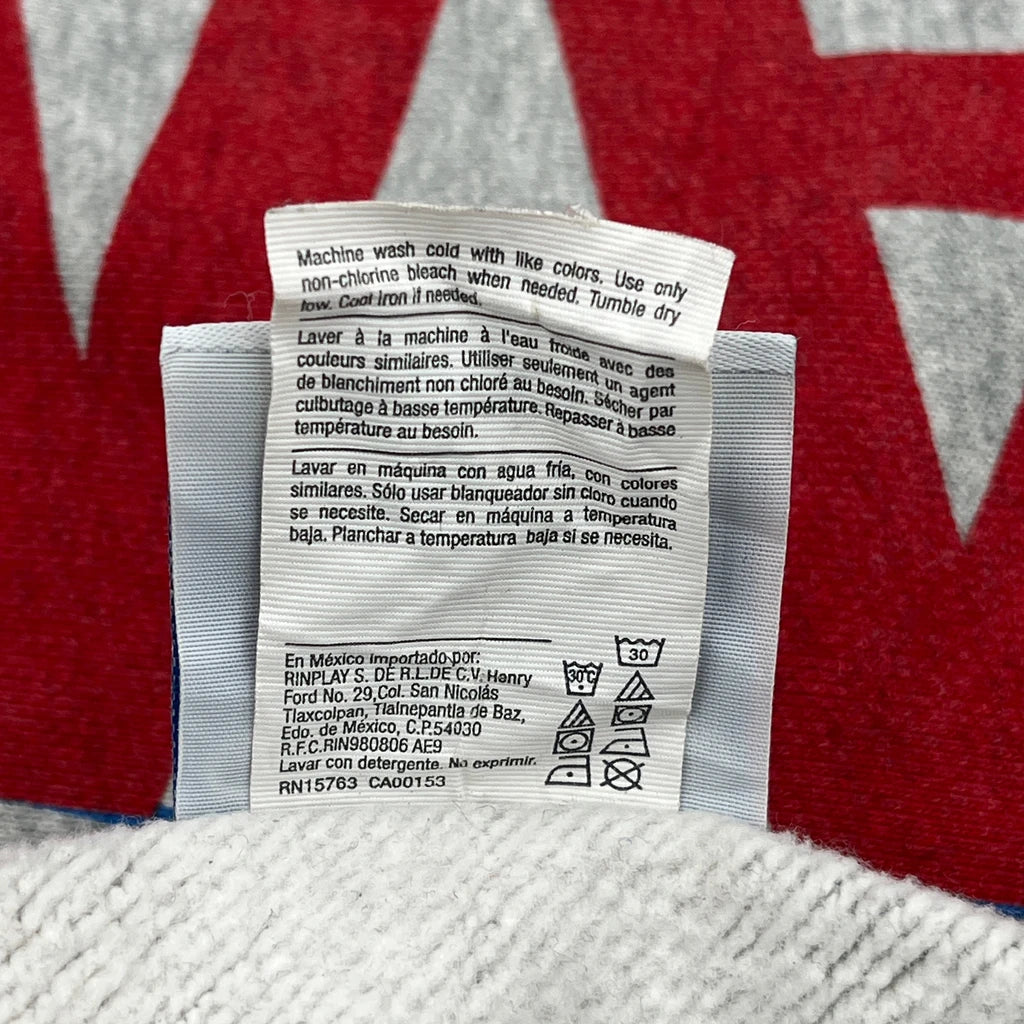 Machine wash cold with like colors. Use only
non-chlorine bleach when needed. Tumble dry
low. Cool Iron if needed.
Laver à la machine à l'eau froide avec des
couleurs similaires. Utiliser seulement un agent
de blanchiment non chloré au besoin. Sécher par
culbutage à basse température. Repasser à basse
température au besoin.
Lavar en máquina con agua fría, con colores
similares. Sólo usar blanqueador sin cloro cuando
se necesite. Secar en máquina a temperatura
baja. Planchar a temperatura baja si se necesita.
En México importado por:
RINPLAY S. DE R.L.DE C.V. Henry
Ford No. 29,Col. San Nicolás
Tlaxcolpan, Tlalnepantla de Baz,
Edo. de México, C.P.54030
R.F.C.RIN980806 AE9
Lavar con detergente. No exprimir.
RN15763 CA00153
30
30°C